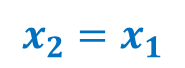 x₂ = x₁